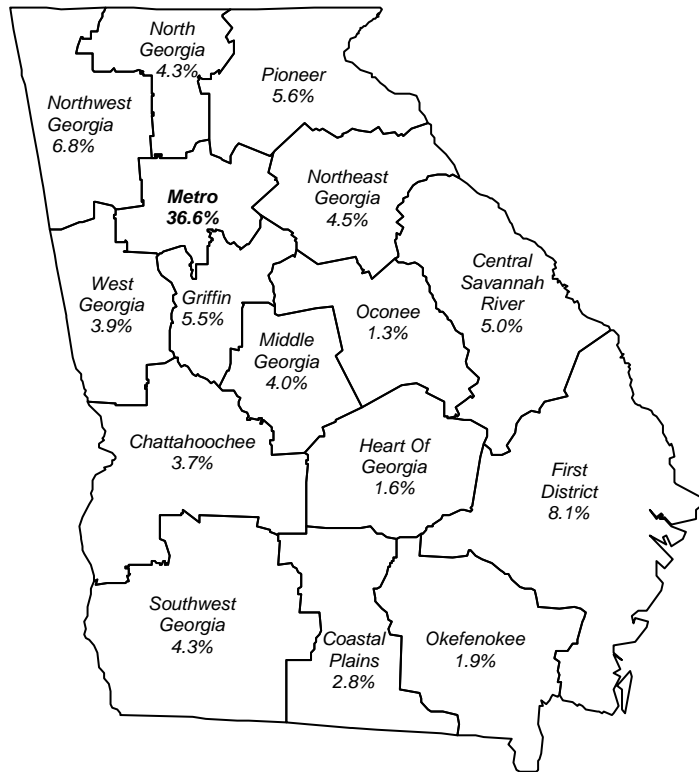 North
Georgia
4.3%
Pioneer
5.6%
Northwest
Georgia
6.8%
Metro
36.6%
Northeast
Georgia
4.5%
West
Georgia
3.9%
Griffin
5.5%
Central
Savannah
River
5.0%
Oconee
1.3%
Middle
Georgia
4.0%
Chattahoochee
3.7%
Heart Of
Georgia
1.6%
First
District
8.1%
Southwest
Georgia
4.3%
Coastal
Plains
2.8%
Okefenokee
1.9%